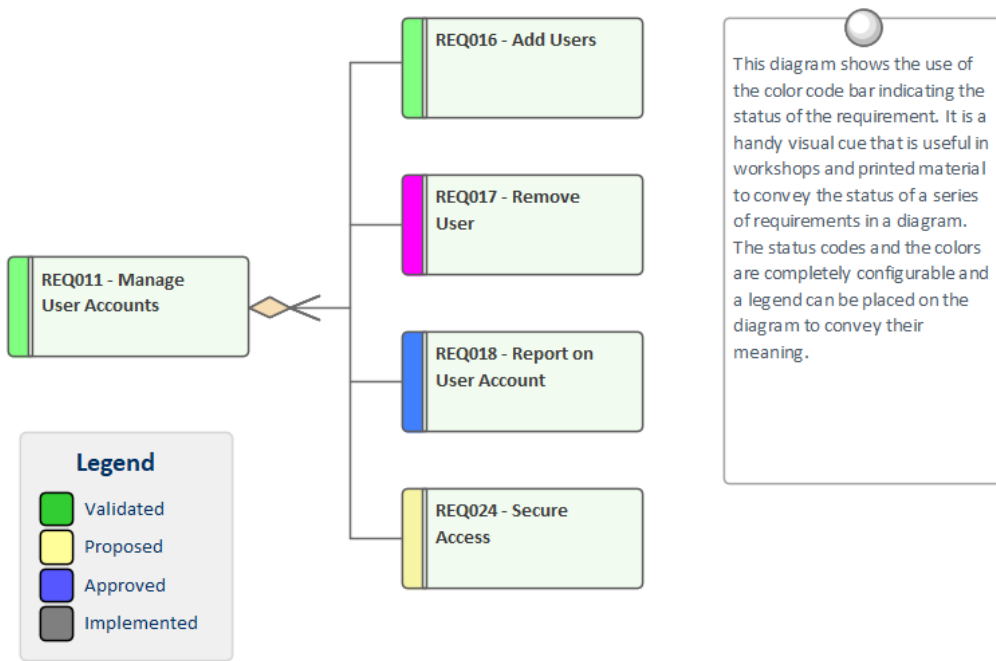 REQ016 - Add Users
REQ017 - Remove
User
REQ011 - Manage
User Accounts
REQ018 - Report on
User Account
REQ024 - Secure
Access
Legend
Validated
Proposed
Approved
Implemented
This diagram shows the use of
the color code bar indicating the
status of the requirement. It is a
handy visual cue that is useful in
workshops and printed material
to convey the status of a series
of requirements in a diagram.
The status codes and the colors
are completely configurable and
a legend can be placed on the
diagram to convey their
meaning.